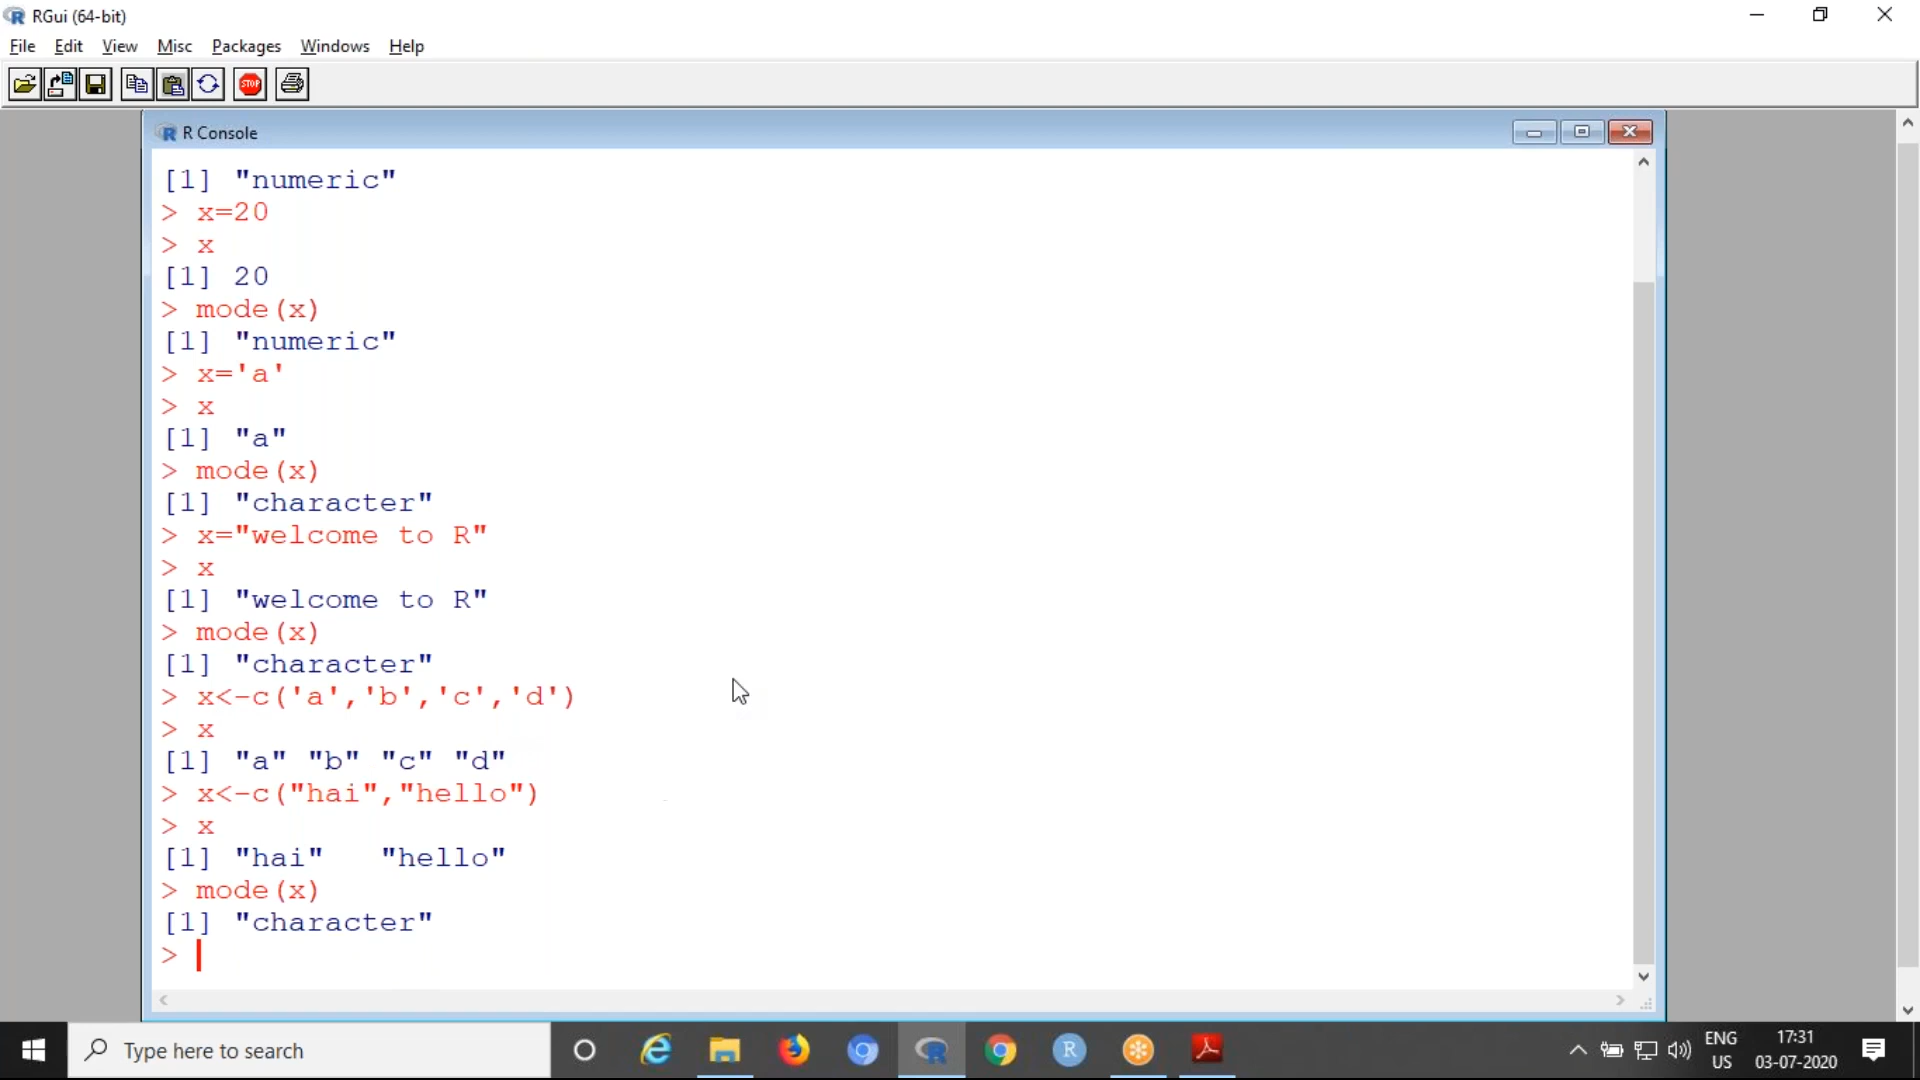 RGui (64-bit)
File Edit View Misc Packages Windows Help
STOP
R Console
[1] "numeric"
> x=20
> x
[1] 20
> mode(x)
[1] "numeric"
> x='a'
> x
[1] "a"
> mode(x)
[1] "character"
> x="welcome to R"
> x
[1] "welcome to R"
> mode(x)
[1] "character"
> x<-c('a','b','c','d')
> x
[1] "a" "b" "c" "d"
> x<-c("hai","hello")
> x
[1] "hai"   "hello"
> mode(x)
[1] "character"
>
Type here to search
ENG
US
17:31
03-07-2020